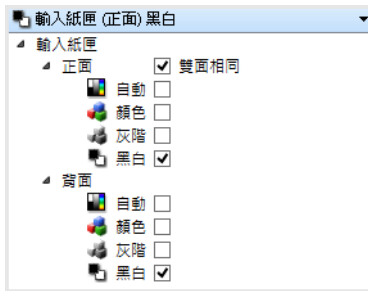 輸入紙匣 (正面) 黑白
輸入紙匣
正面 雙面相同
自動
顏色
灰階
黑白
背面
自動
顏色
灰階
黑白